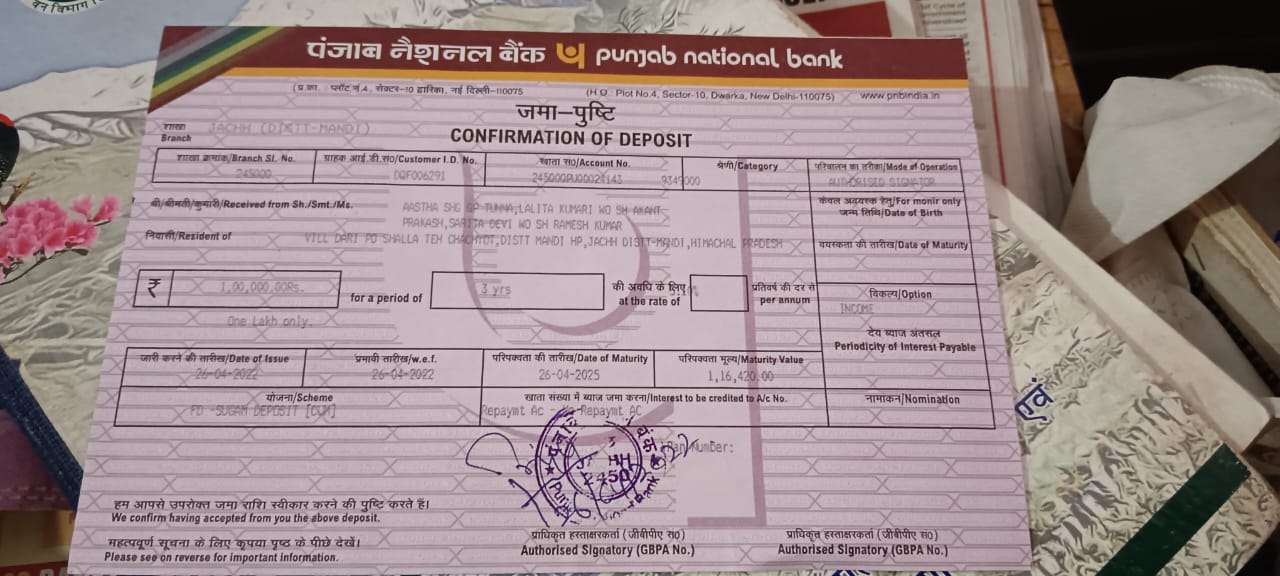 पंजाब नैशनल बैंक punjab national bank
(प्र.का. प्लॉट नं.4, सेक्टर-10 द्वारिका, नई दिल्ली-110075 (H.O. Plot No.4, Sector-10, Dwarka, New Delhi-110075) www.pnbindia.in
जमा-पुष्टि
CONFIRMATION OF DEPOSIT
शाखा JACHH (DISTT-MANDI)
Branch
शाखा क्रमांक/Branch Sl. No. ग्राहक आई.डी.सं०/Customer I.D. No. खाता सं०/Account No. श्रेणी/Category परिचालन का तरीका/Mode of Operation
245000 DQF006291 245000PU00021143 9349000 AUTHORISED SIGNATOR
श्री/श्रीमती/कुमारी/Received from Sh./Smt./Ms. AASTHA SHG GP TUNNA,LALITA KUMARI WO SH AKANT
PRAKASH,SARITA DEVI WO SH RAMESH KUMAR
केवल अवयस्क हेतु/For monir only
जन्म तिथि/Date of Birth
निवासी/Resident of VILL DARI PO SHALLA TEH CHACHYOT,DISTT MANDI HP,JACHH DISTT-MANDI,HIMACHAL PRADESH
वयस्कता की तारीख/Date of Maturity
₹ 1,00,000.00Rs. for a period of 3 yrs की अवधि के लिए at the rate of प्रतिवर्ष की दर से per annum
One Lakh only.
विकल्प/Option
INCOME
देय ब्याज अंतराल
Periodicity of Interest Payable
जारी करने की तारीख/Date of Issue प्रभावी तारीख/w.e.f. परिपक्वता की तारीख/Date of Maturity परिपक्वता मूल्य/Maturity Value
26-04-2022 26-04-2022 26-04-2025 1,16,420.00
योजना/Scheme खाता संख्या में ब्याज जमा करना/Interest to be credited to A/c No. नामांकन/Nomination
FD -SUGAM DEPOSIT [CUM] Repaymt Ac - Repaymt AC
Pan Number:
हम आपसे उपरोक्त जमा राशि स्वीकार करने की पुष्टि करते हैं।
We confirm having accepted from you the above deposit.
महत्वपूर्ण सूचना के लिए कृपया पृष्ठ के पीछे देखें।
Please see on reverse for important information.
प्राधिकृत हस्ताक्षरकर्ता (जीबीपीए सं०)
Authorised Signatory (GBPA No.)
प्राधिकृत हस्ताक्षरकर्ता (जीबीपीए सं०)
Authorised Signatory (GBPA No.)
एवं